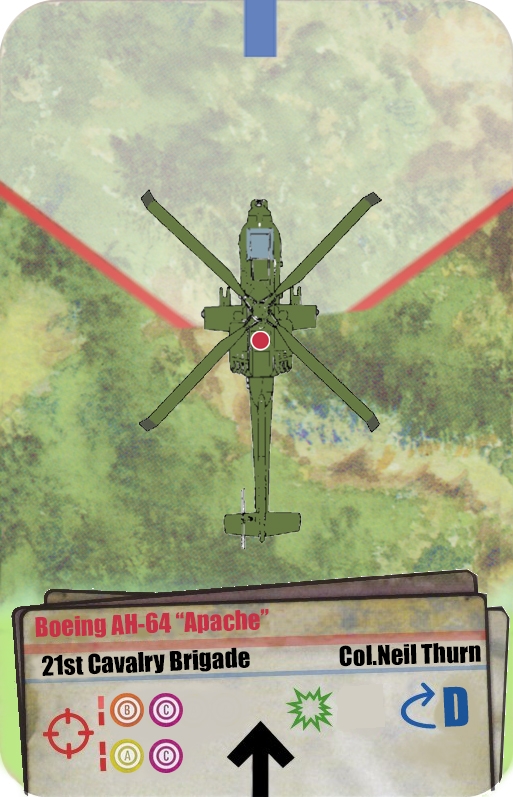 Boeing AH-64 “Apache”
21st Cavalry Brigade
Col.Neil Thurn
B C
A C
D